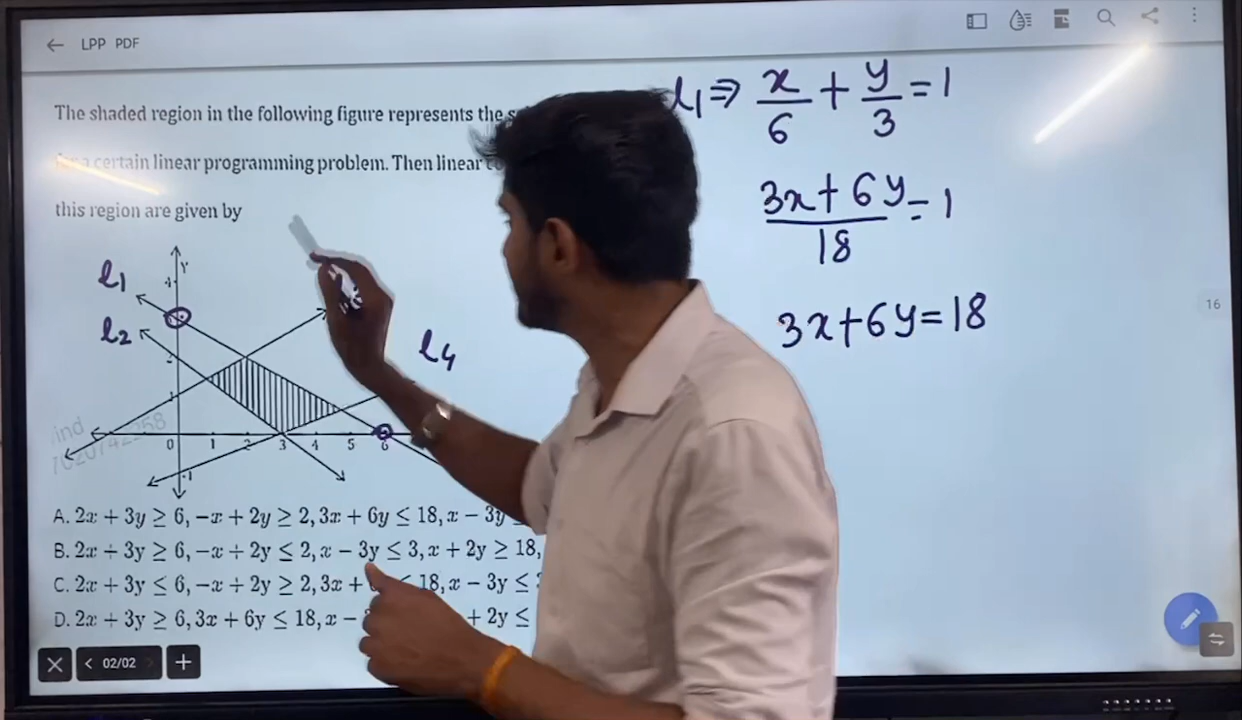 LPP PDF
The shaded region in the following figure represents the
certain linear programming problem. Then linear
this region are given by
l₁ ⇒ x/6 + y/3 = 1
(3x + 6y)/18 = 1
3x + 6y = 18
l₁
l₂
l₄
Y
4
2
1
0 1 2 3 4 5 6
-1
A. 2x + 3y ≥ 6, −x + 2y ≥ 2, 3x + 6y ≤ 18, x − 3y
B. 2x + 3y ≥ 6, −x + 2y ≤ 2, x − 3y ≤ 3, x + 2y ≥ 18,
C. 2x + 3y ≤ 6, −x + 2y ≥ 2, 3x + ≤ 18, x − 3y ≤
D. 2x + 3y ≥ 6, 3x + 6y ≤ 18, x − + 2y ≤
02/02
16